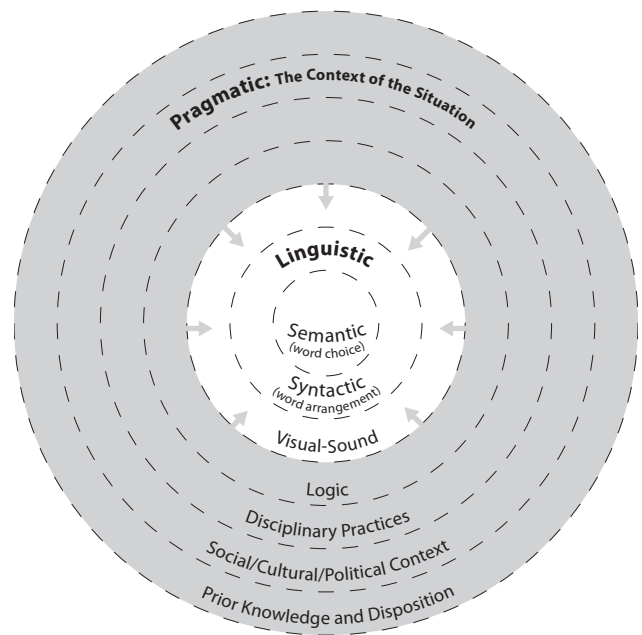 Pragmatic: The Context of the Situation
Linguistic
Semantic
(word choice)
Syntactic
(word arrangement)
Visual-Sound
Logic
Disciplinary Practices
Social/Cultural/Political Context
Prior Knowledge and Disposition